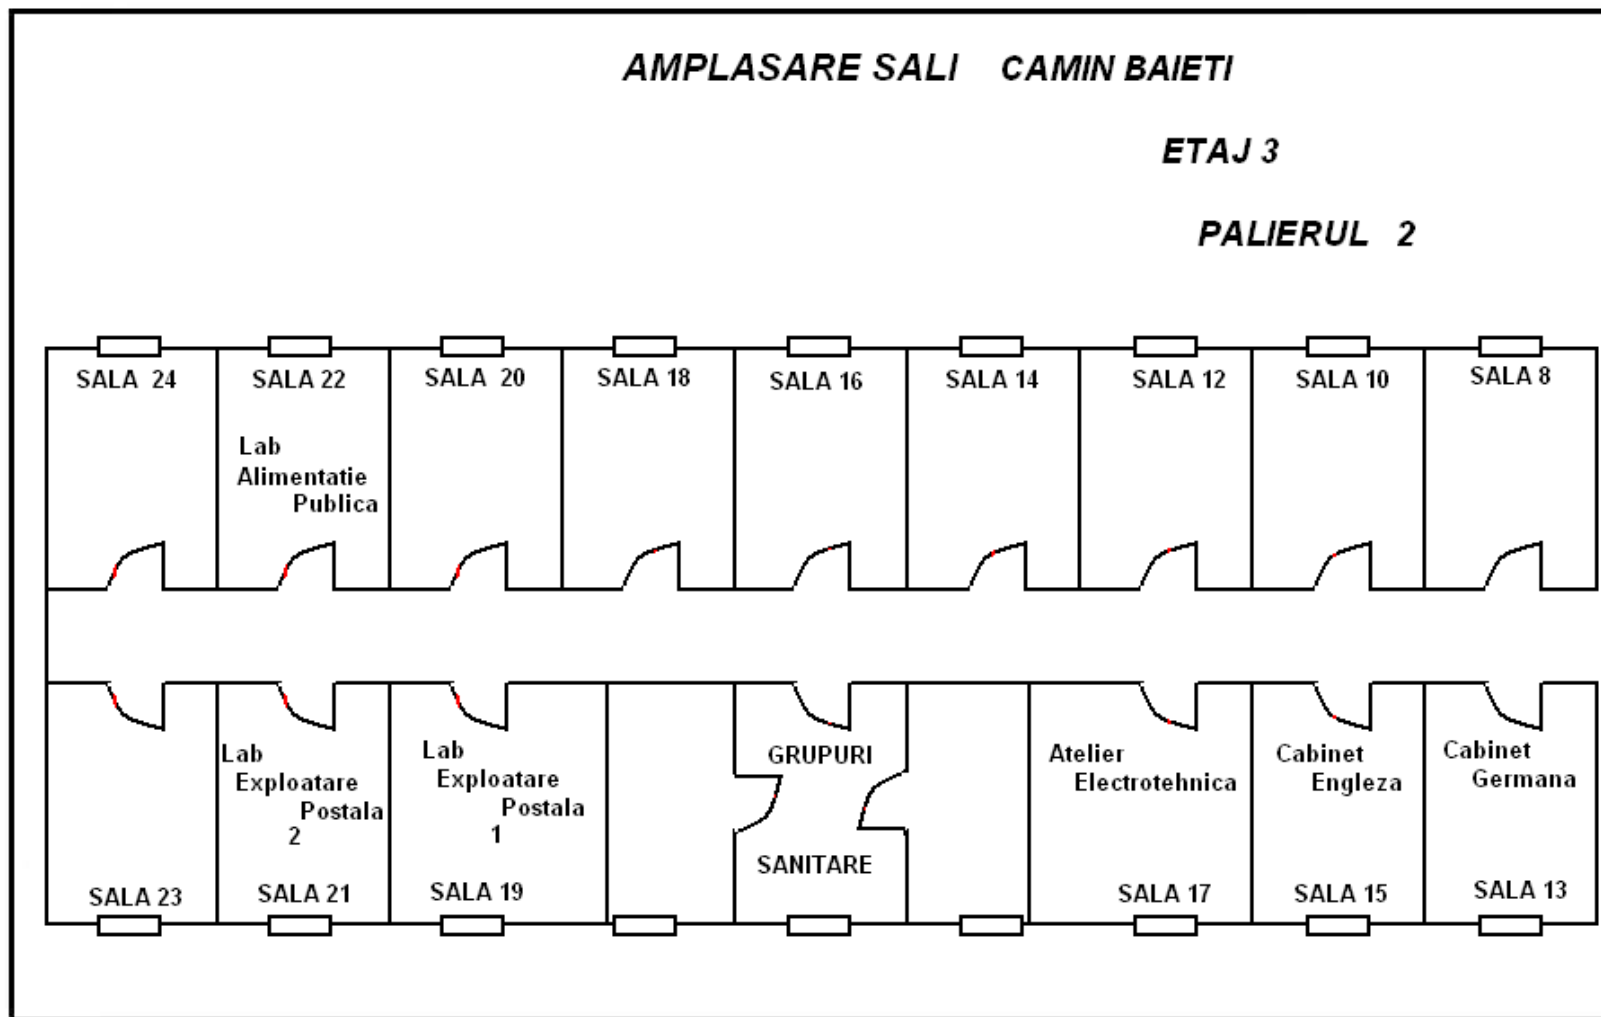 AMPLASARE SALI CAMIN BAIETI
ETAJ 3
PALIERUL 2
SALA 24
SALA 22
SALA 20
SALA 18
SALA 16
SALA 14
SALA 12
SALA 10
SALA 8
Lab
Alimentatie
Publica
Lab
Exploatare
Postala
2
Lab
Exploatare
Postala
1
GRUPURI
SANITARE
Atelier
Electrotehnica
Cabinet
Engleza
Cabinet
Germana
SALA 23
SALA 21
SALA 19
SALA 17
SALA 15
SALA 13